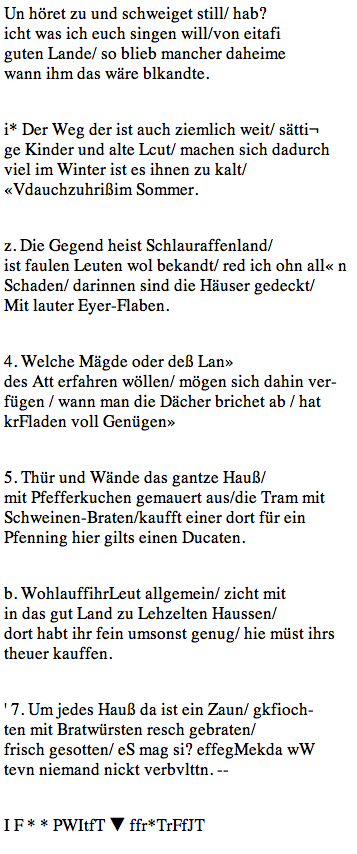 Un höret zu und schweiget still/ hab?
icht was ich euch singen will/von eitafi
guten Lande/ so blieb mancher daheime
wann ihm das wäre blkandte.
i* Der Weg der ist auch ziemlich weit/ sätti¬
ge Kinder und alte Lcut/ machen sich dadurch
viel im Winter ist es ihnen zu kalt/
«Vdauchzuhrißim Sommer.
z. Die Gegend heist Schlauraffenland/
ist faulen Leuten wol bekandt/ red ich ohn all« n
Schaden/ darinnen sind die Häuser gedeckt/
Mit lauter Eyer-Flaben.
4. Welche Mägde oder deß Lan»
des Att erfahren wöllen/ mögen sich dahin ver-
fügen / wann man die Dächer brichet ab / hat
krFladen voll Genügen»
5. Thür und Wände das gantze Hauß/
mit Pfefferkuchen gemauert aus/die Tram mit
Schweinen-Braten/kaufft einer dort für ein
Pfenning hier gilts einen Ducaten.
b. WohlauffihrLeut allgemein/ zicht mit
in das gut Land zu Lehzelten Haussen/
dort habt ihr fein umsonst genug/ hie müst ihrs
theuer kauffen.
' 7. Um jedes Hauß da ist ein Zaun/ gkfioch-
ten mit Bratwürsten resch gebraten/
frisch gesotten/ eS mag si? effegMekda wW
tevn niemand nickt verbvlttn. --
I F * * PWItfT ▼ ffr*TrFfJT